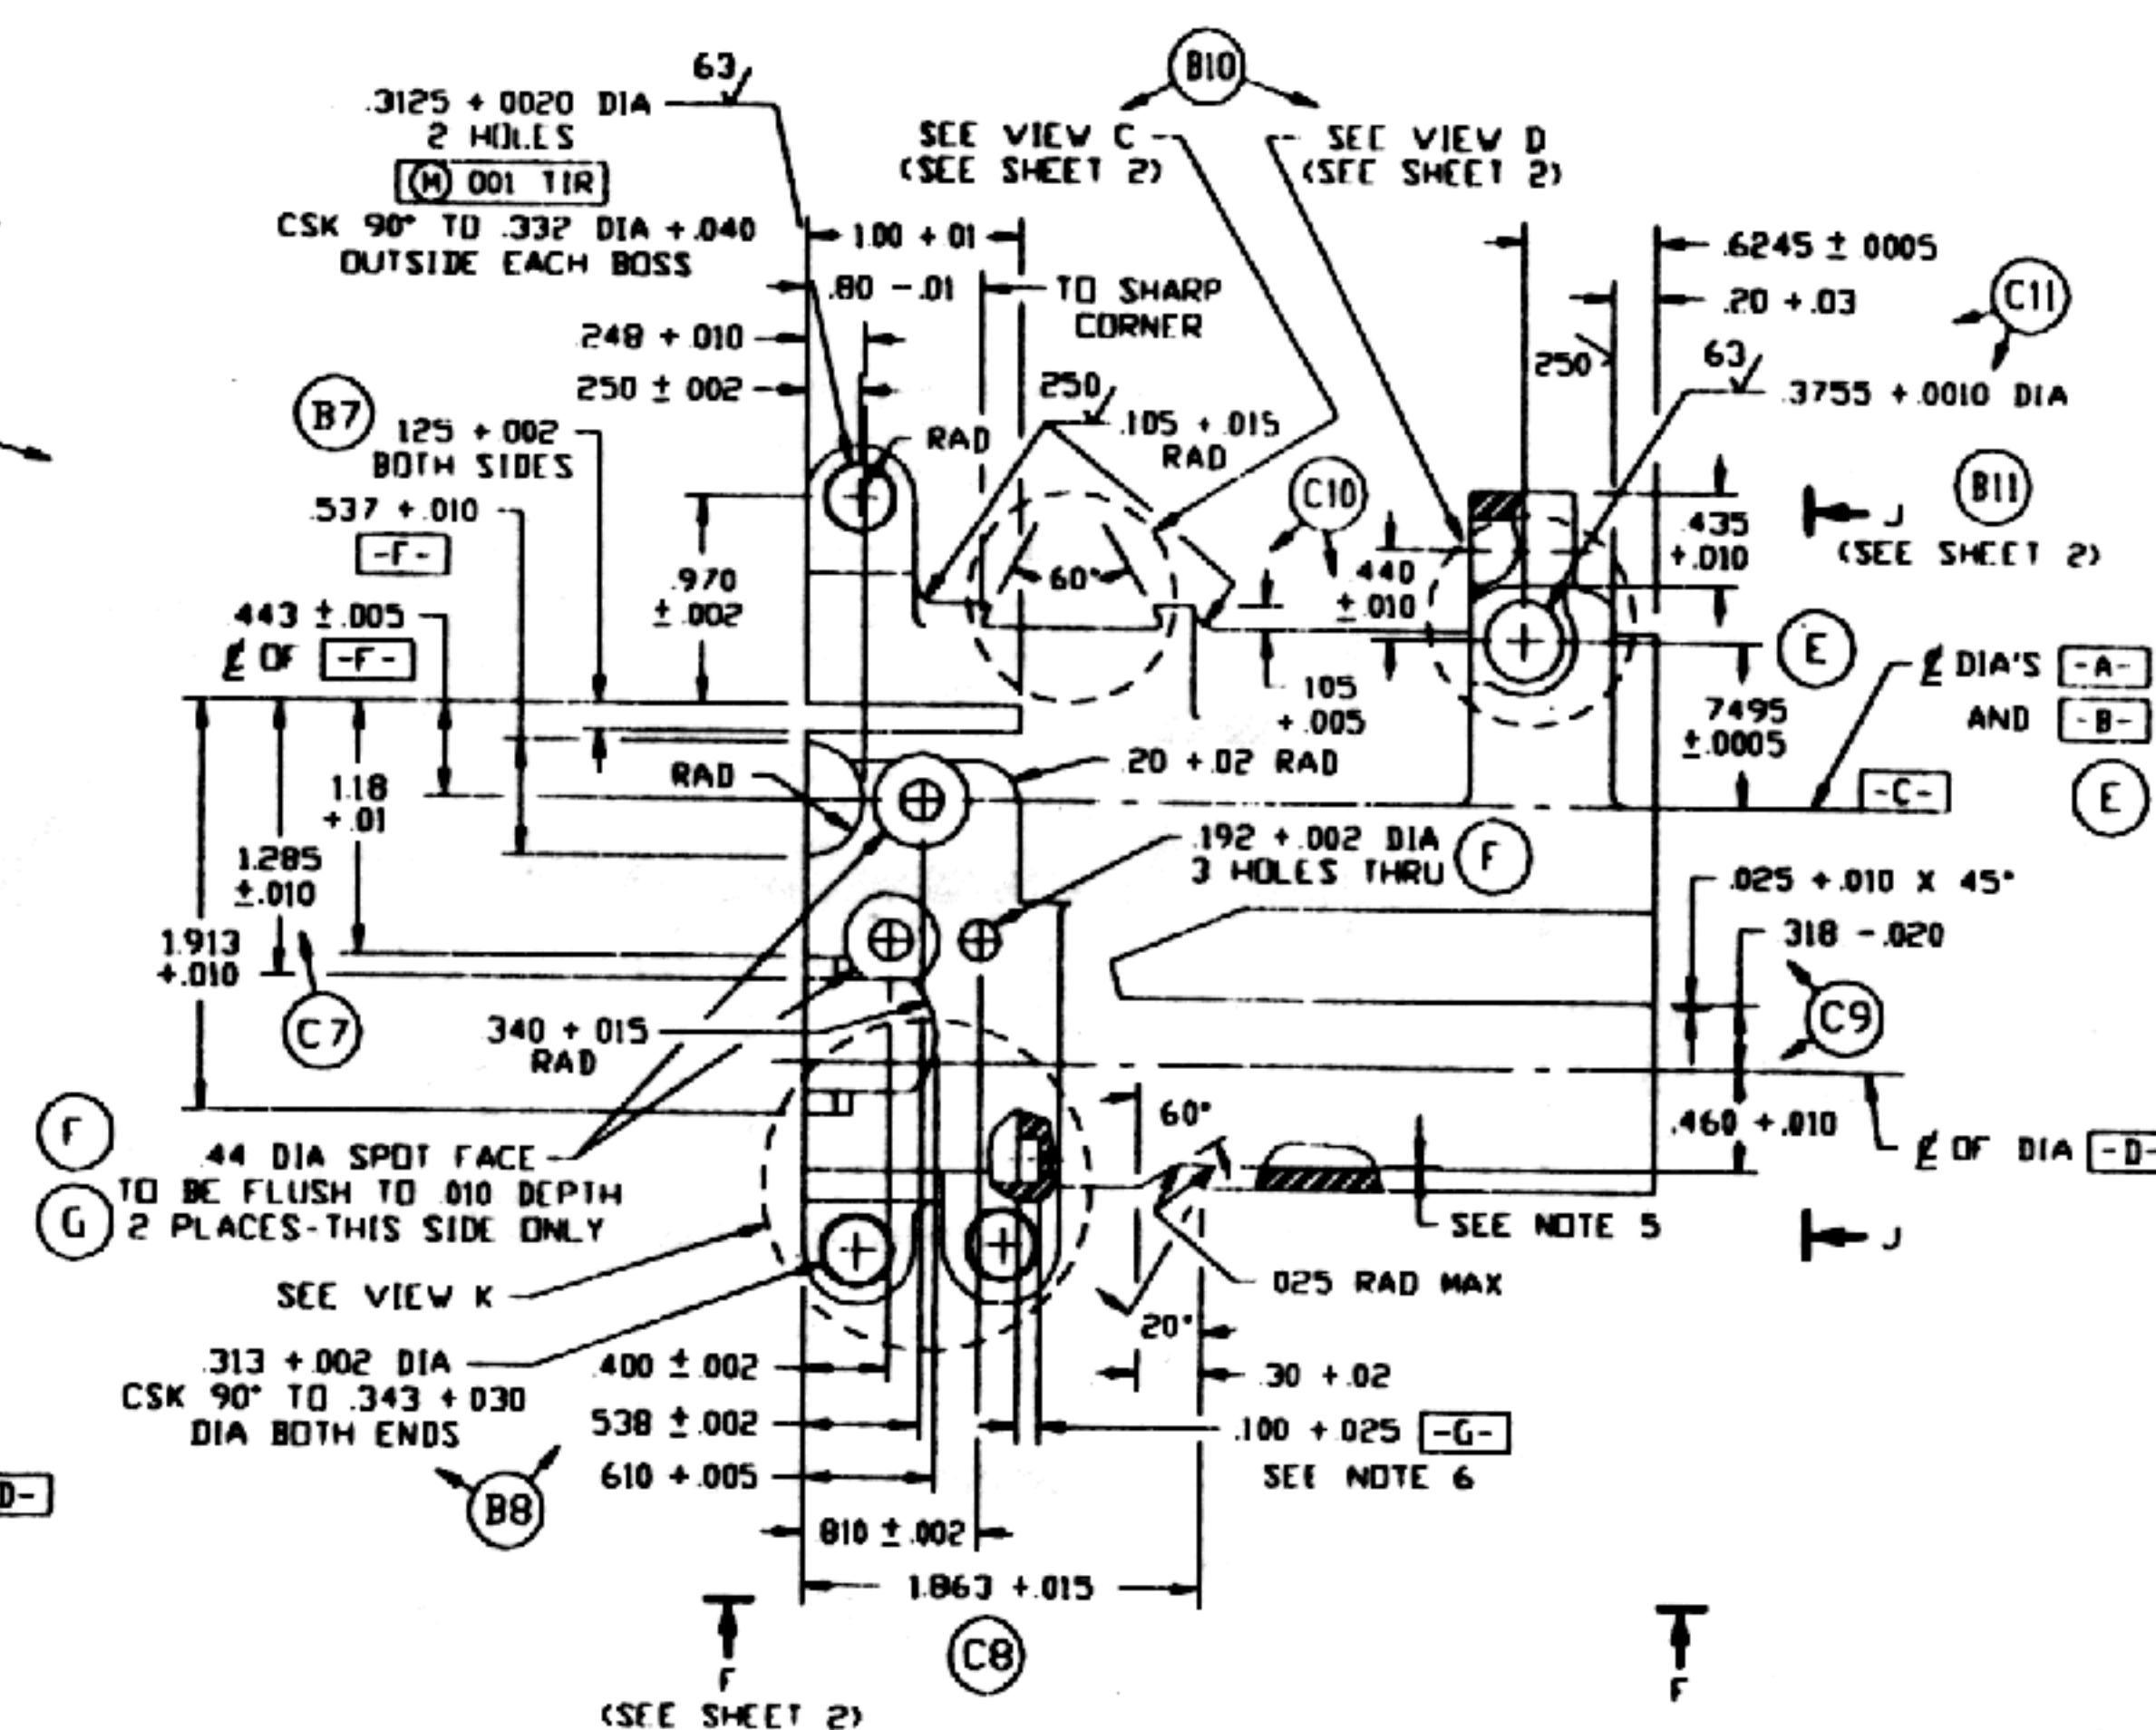 63
B10
.3125 + 0020 DIA
2 HOLES
(M) 001 TIR
CSK 90° TO .332 DIA +.040
OUTSIDE EACH BOSS
SEE VIEW C
(SEE SHEET 2)
SEE VIEW D
(SEE SHEET 2)
1.00 + 01
.6245 ± 0005
.80 -.01
TO SHARP
CORNER
.20 +.03
C11
.248 + .010
250
63
250 ± 002
250
.3755 +.0010 DIA
B7
125 +.002
BOTH SIDES
RAD
.105 +.015
RAD
C10
B11
.537 +.010
-F-
.435
+.010
J
(SEE SHEET 2)
.970
± .002
60°
.440
± .010
.443 ± .005
℄ OF -F-
E
℄ DIA'S -A-
AND -B-
105
+ .005
7495
± .0005
-C-
E
1.18
+ .01
RAD
20 +.02 RAD
1.285
±.010
.192 +.002 DIA
3 HOLES THRU
F
.025 +.010 X 45°
1.913
+.010
318 -.020
C7
340 + 015
RAD
C9
F
G
.44 DIA SPOT FACE
TO BE FLUSH TO .010 DEPTH
2 PLACES-THIS SIDE ONLY
60°
.460 +.010
℄ OF DIA -D-
SEE NOTE 5
J
SEE VIEW K
025 RAD MAX
20°
.313 +.002 DIA
CSK 90° TO .343 + 030
DIA BOTH ENDS
.400 ± .002
.30 +.02
538 ± .002
.100 +.025 -G-
SEE NOTE 6
610 +.005
D-
B8
810 ± .002
1.863 +.015
C8
F
(SEE SHEET 2)
F